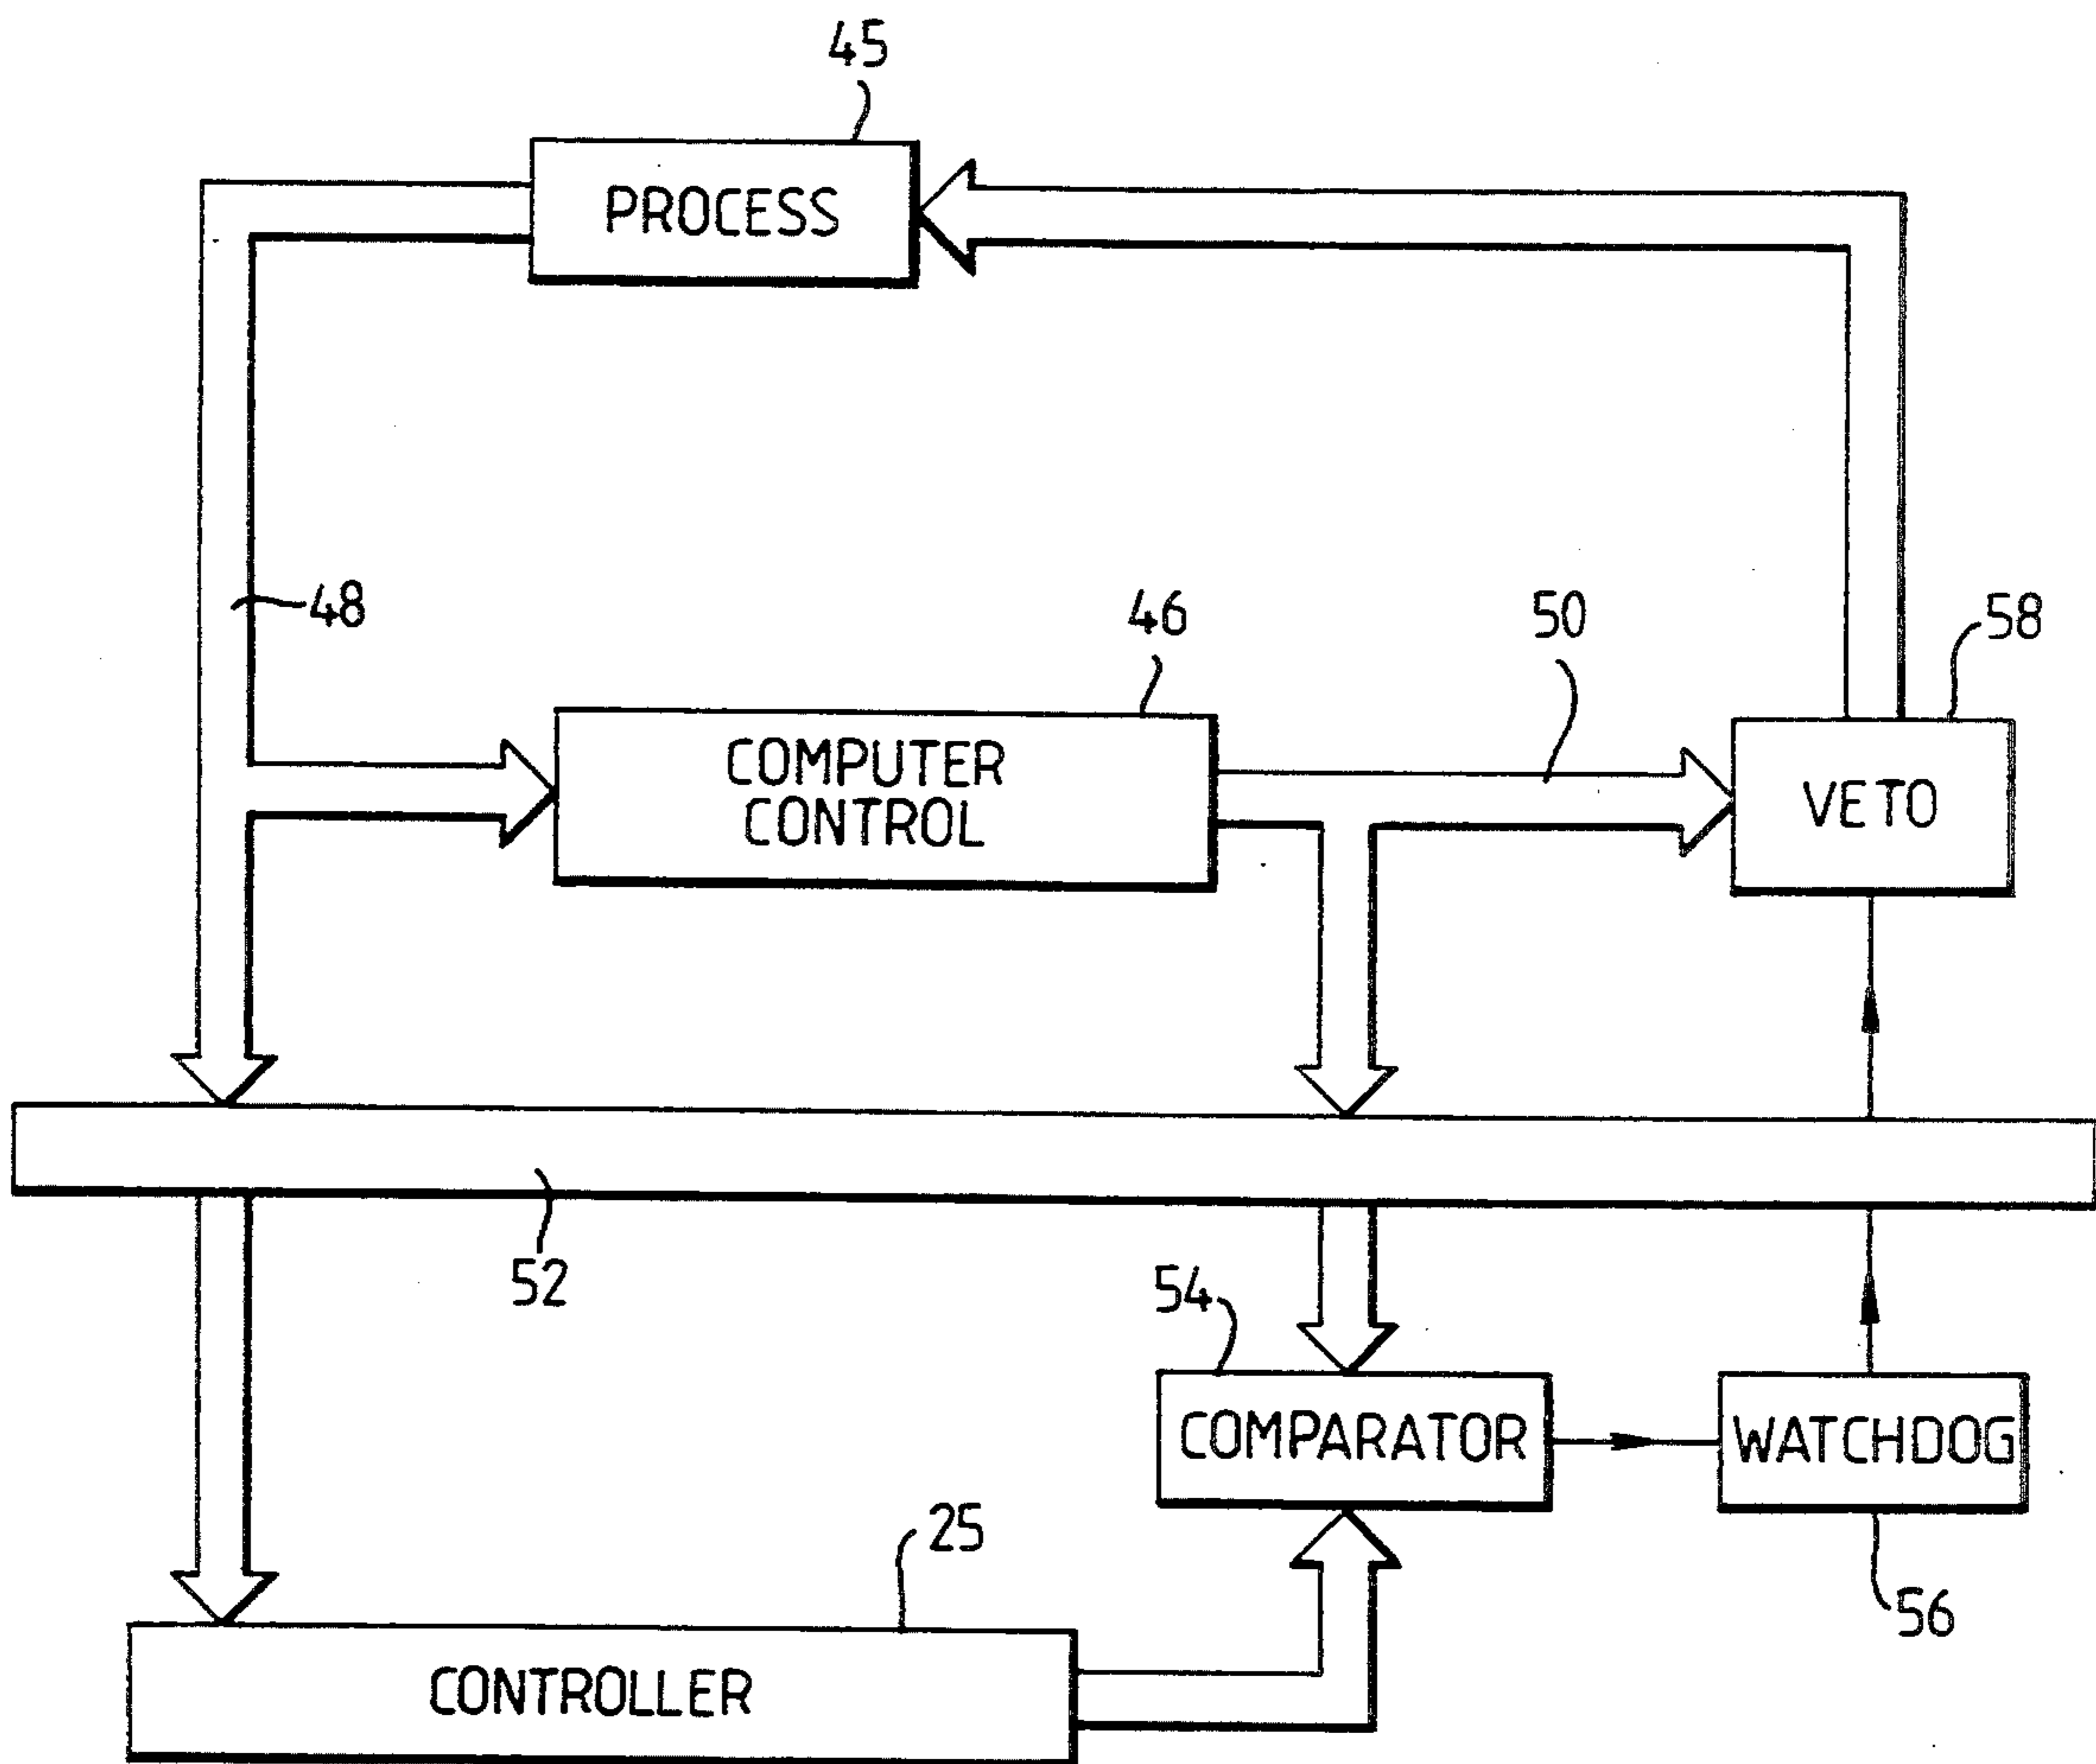 45
PROCESS
48
46
50
58
COMPUTER
CONTROL
VETO
52
54
COMPARATOR
WATCHDOG
25
56
CONTROLLER